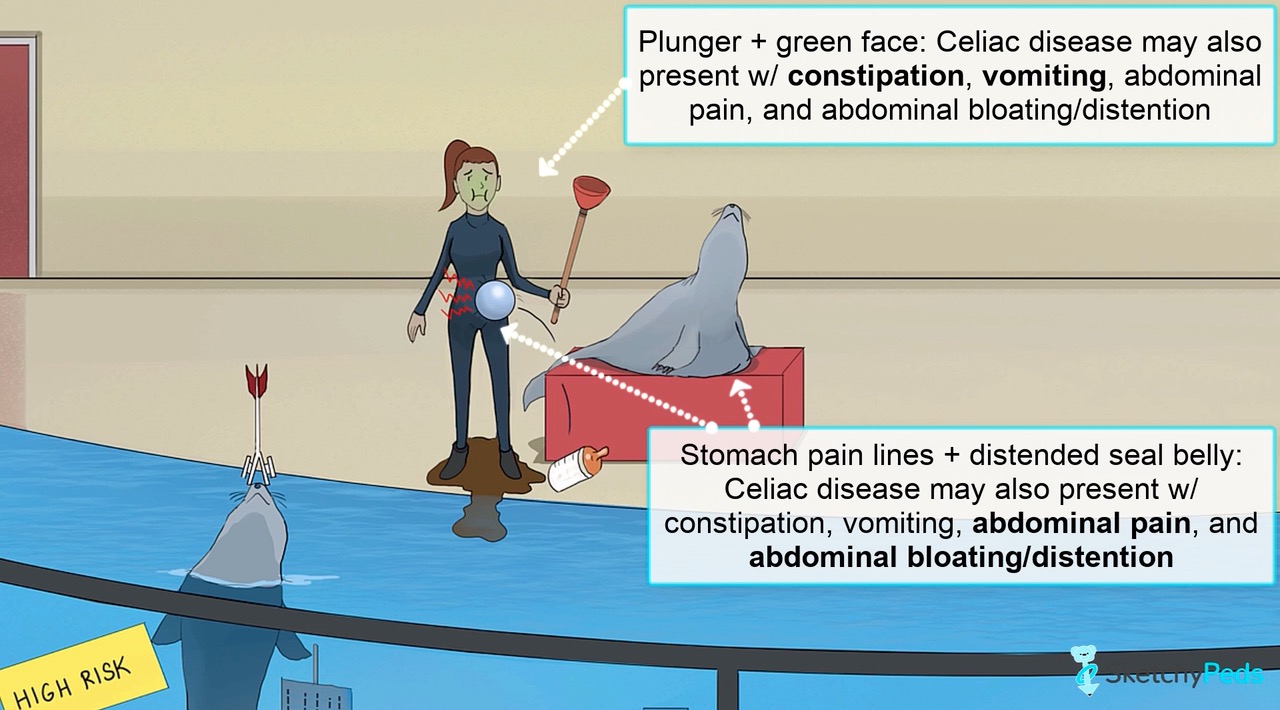 Plunger + green face: Celiac disease may also
present w/ constipation, vomiting, abdominal
pain, and abdominal bloating/distention
Stomach pain lines + distended seal belly:
Celiac disease may also present w/
constipation, vomiting, abdominal pain, and
abdominal bloating/distention
HIGH RISK
SketchyPeds